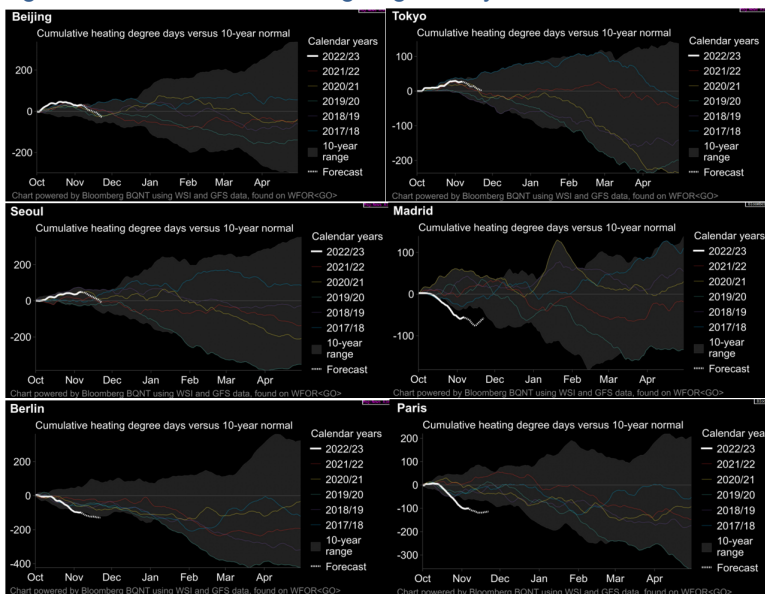 Beijing
Cumulative heating degree days versus 10-year normal
200
0
-200
Oct Nov Dec Jan Feb Mar Apr
Calendar years
2022/23
2021/22
2020/21
2019/20
2018/19
2017/18
10-year
range
Forecast
Chart powered by Bloomberg BQNT using WSI and GFS data, found on WFOR<GO>
Tokyo
Cumulative heating degree days versus 10-year normal
100
0
-100
-200
Oct Nov Dec Jan Feb Mar Apr
Calendar years
2022/23
2021/22
2020/21
2019/20
2018/19
2017/18
10-year
range
Forecast
Chart powered by Bloomberg BQNT using WSI and GFS data, found on WFOR<GO>
Seoul
Cumulative heating degree days versus 10-year normal
200
0
-200
Oct Nov Dec Jan Feb Mar Apr
Calendar years
2022/23
2021/22
2020/21
2019/20
2018/19
2017/18
10-year
range
Forecast
Chart powered by Bloomberg BQNT using WSI and GFS data, found on WFOR<GO>
Madrid
Cumulative heating degree days versus 10-year normal
100
0
-100
Oct Nov Dec Jan Feb Mar Apr
Calendar years
2022/23
2021/22
2020/21
2019/20
2018/19
2017/18
10-year
range
Forecast
Chart powered by Bloomberg BQNT using WSI and GFS data, found on WFOR<GO>
Berlin
Cumulative heating degree days versus 10-year normal
200
0
-200
-400
Oct Nov Dec Jan Feb Mar Apr
Calendar years
2022/23
2021/22
2020/21
2019/20
2018/19
2017/18
10-year
range
Forecast
Chart powered by Bloomberg BQNT using WSI and GFS data, found on WFOR<GO>
Paris
Cumulative heating degree days versus 10-year normal
200
100
0
-100
-200
-300
Oct Nov Dec Jan Feb Mar Apr
Calendar years
2022/23
2021/22
2020/21
2019/20
2018/19
2017/18
10-year
range
Forecast
Chart powered by Bloomberg BQNT using WSI and GFS data, found on WFOR<GO>